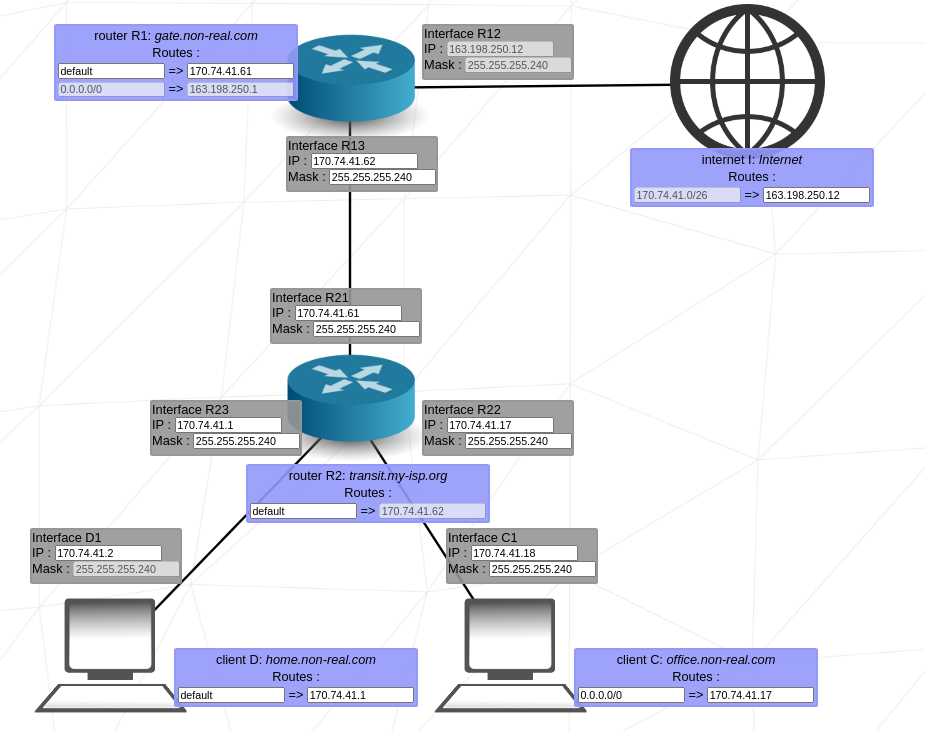 router R1: gate.non-real.com
Routes :
default => 170.74.41.61
0.0.0.0/0 => 163.198.250.1
Interface R12
IP : 163.198.250.12
Mask : 255.255.255.240
Interface R13
IP : 170.74.41.62
Mask : 255.255.255.240
internet I: Internet
Routes :
170.74.41.0/26 => 163.198.250.12
Interface R21
IP : 170.74.41.61
Mask : 255.255.255.240
Interface R23
IP : 170.74.41.1
Mask : 255.255.255.240
Interface R22
IP : 170.74.41.17
Mask : 255.255.255.240
router R2: transit.my-isp.org
Routes :
default => 170.74.41.62
Interface D1
IP : 170.74.41.2
Mask : 255.255.255.240
Interface C1
IP : 170.74.41.18
Mask : 255.255.255.240
client D: home.non-real.com
Routes :
default => 170.74.41.1
client C: office.non-real.com
Routes :
0.0.0.0/0 => 170.74.41.17